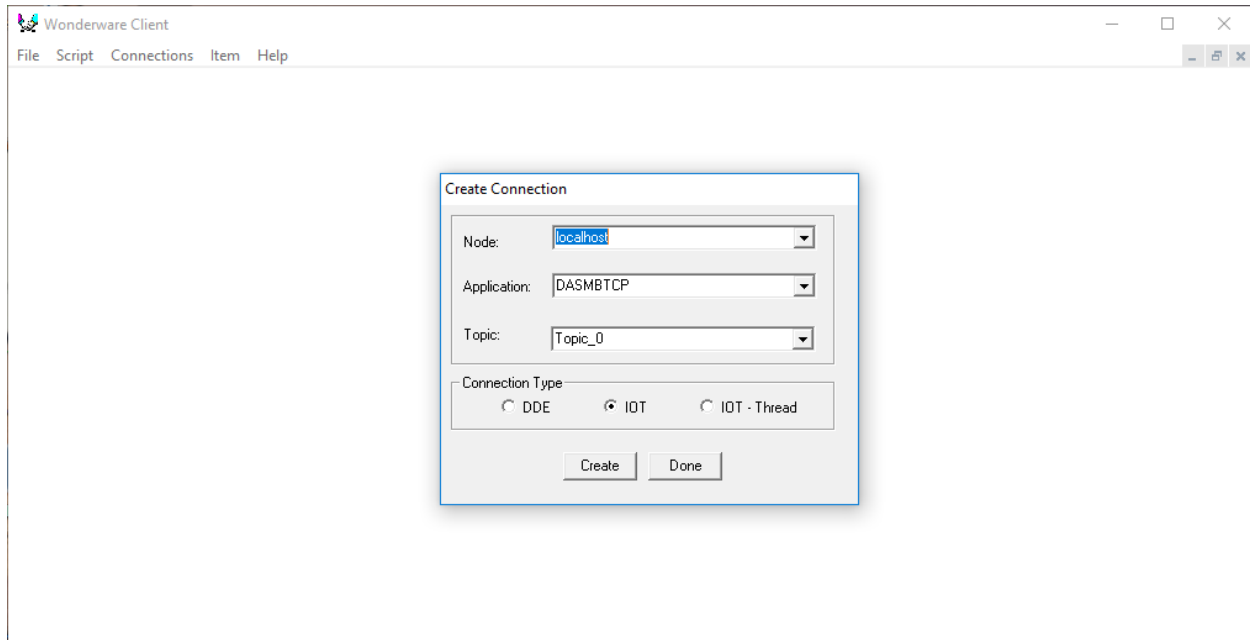 Wonderware Client
File Script Connections Item Help
Create Connection
Node: localhost
Application: DASMBTCP
Topic: Topic_0
Connection Type
DDE IOT IOT - Thread
Create Done